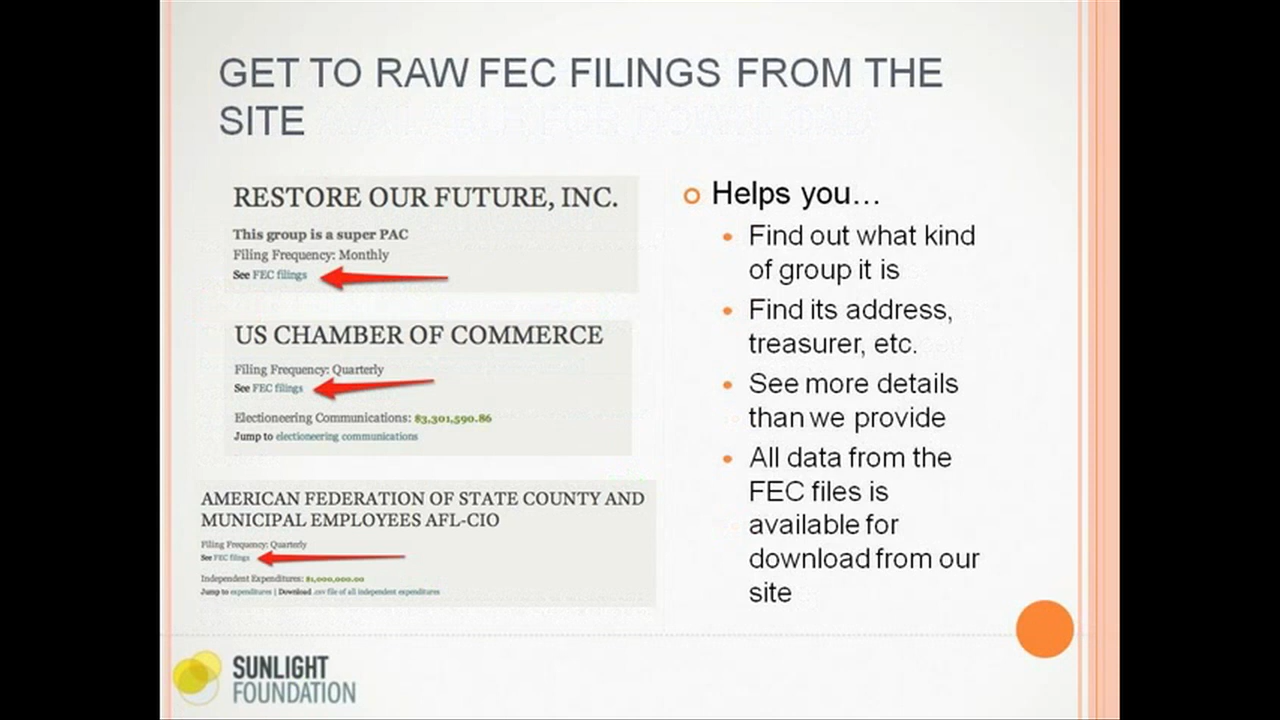 GET TO RAW FEC FILINGS FROM THE
SITE
RESTORE OUR FUTURE, INC.
This group is a super PAC
Filing Frequency: Monthly
See FEC filings
US CHAMBER OF COMMERCE
Filing Frequency: Quarterly
See FEC filings
Electioneering Communications: $3,301,590.86
Jump to electioneering communications
AMERICAN FEDERATION OF STATE COUNTY AND
MUNICIPAL EMPLOYEES AFL-CIO
Filing Frequency: Quarterly
See FEC filings
Independent Expenditures: $1,000,000.00
Jump to expenditures | Download .csv file of all independent expenditures
Helps you…
Find out what kind
of group it is
Find its address,
treasurer, etc.
See more details
than we provide
All data from the
FEC files is
available for
download from our
site
SUNLIGHT
FOUNDATION